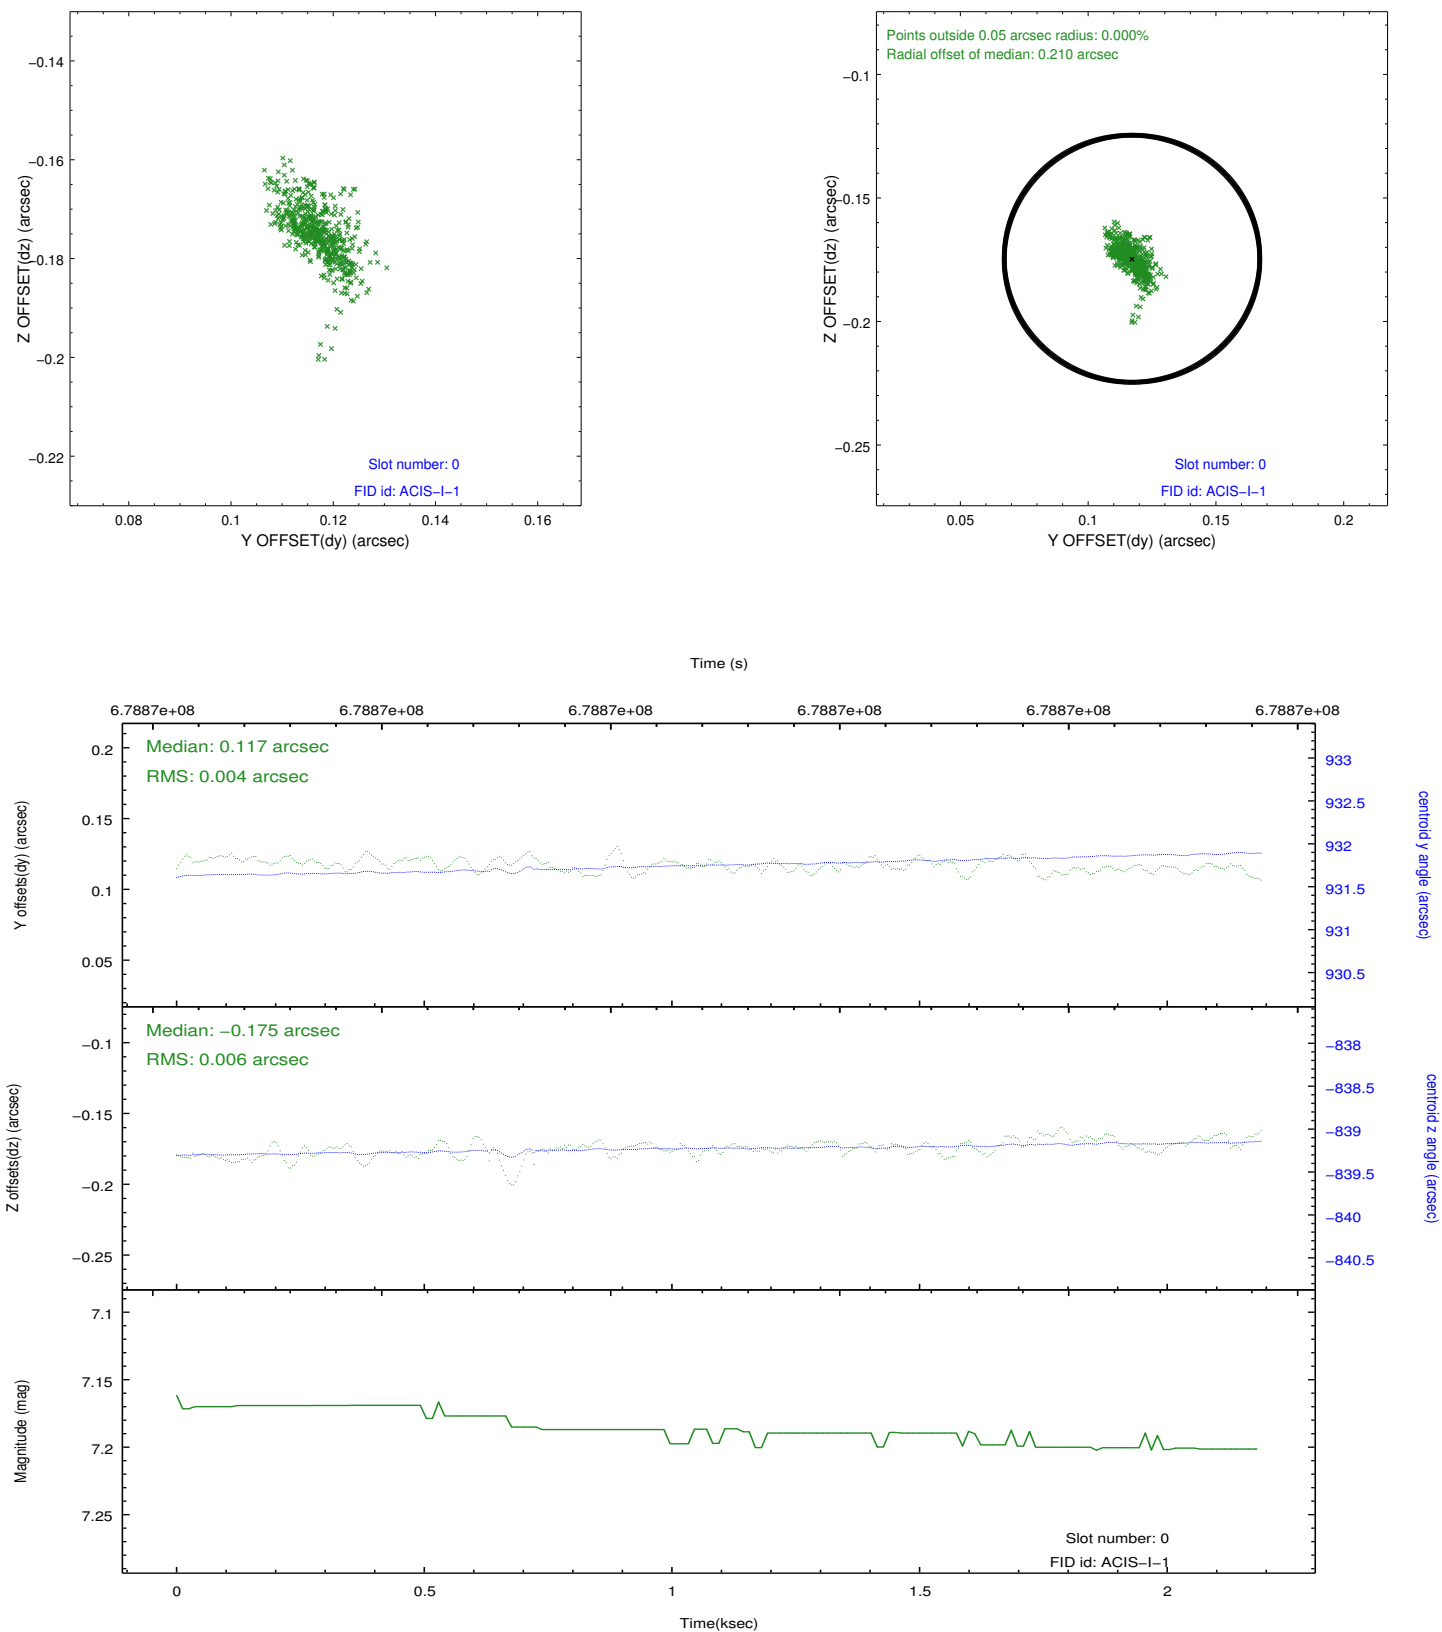 −0.14
−0.16
−0.18
−0.2
−0.22
Z OFFSET(dz) (arcsec)
Slot number: 0
FID id: ACIS−I−1
0.08 0.1 0.12 0.14 0.16
Y OFFSET(dy) (arcsec)
Points outside 0.05 arcsec radius: 0.000%
Radial offset of median: 0.210 arcsec
−0.1
−0.15
−0.2
−0.25
Z OFFSET(dz) (arcsec)
Slot number: 0
FID id: ACIS−I−1
0.05 0.1 0.15 0.2
Y OFFSET(dy) (arcsec)
Time (s)
6.7887e+08 6.7887e+08 6.7887e+08 6.7887e+08 6.7887e+08 6.7887e+08
Median: 0.117 arcsec
RMS: 0.004 arcsec
0.2
0.15
0.1
0.05
Y offsets(dy) (arcsec)
933
932.5
932
931.5
931
930.5
centroid y angle (arcsec)
Median: −0.175 arcsec
RMS: 0.006 arcsec
−0.1
−0.15
−0.2
−0.25
Z offsets(dz) (arcsec)
−838
−838.5
−839
−839.5
−840
−840.5
centroid z angle (arcsec)
7.1
7.15
7.2
7.25
Magnitude (mag)
Slot number: 0
FID id: ACIS−I−1
0 0.5 1 1.5 2
Time(ksec)